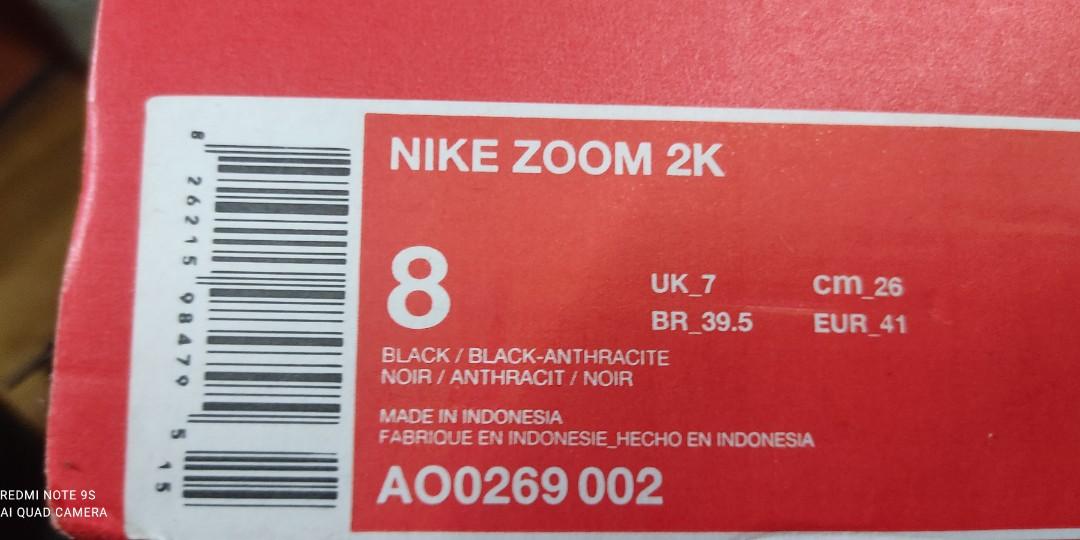 NIKE ZOOM 2K
8
UK_7 cm_26
BR_39.5 EUR_41
BLACK / BLACK-ANTHRACITE
NOIR / ANTHRACIT / NOIR
MADE IN INDONESIA
FABRIQUE EN INDONESIE_HECHO EN INDONESIA
AO0269 002
8 26215 98479 5 15
REDMI NOTE 9S
AI QUAD CAMERA